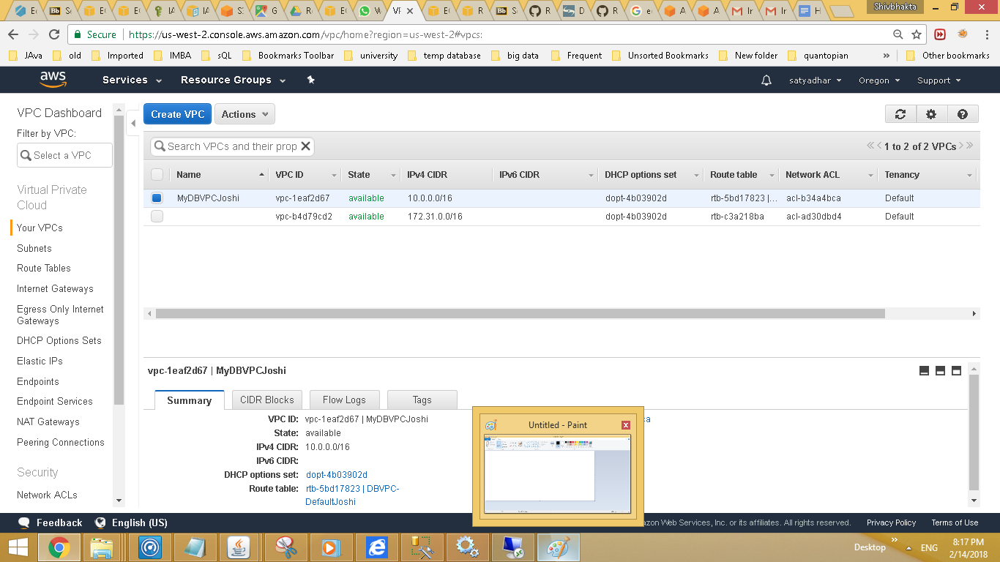 Shivbhakta
Secure
https://us-west-2.console.aws.amazon.com/vpc/home?region=us-west-2#vpcs:
JAva old Imported IMBA sQL Bookmarks Toolbar university temp database big data Frequent Unsorted Bookmarks New folder quantopian » Other bookmarks
aws Services Resource Groups satyadhar Oregon Support
VPC Dashboard
Filter by VPC:
Select a VPC
Virtual Private
Cloud
Your VPCs
Subnets
Route Tables
Internet Gateways
Egress Only Internet
Gateways
DHCP Options Sets
Elastic IPs
Endpoints
Endpoint Services
NAT Gateways
Peering Connections
Security
Network ACLs
Create VPC Actions
Search VPCs and their prop
1 to 2 of 2 VPCs
Name VPC ID State IPv4 CIDR IPv6 CIDR DHCP options set Route table Network ACL Tenancy
MyDBVPCJoshi vpc-1eaf2d67 available 10.0.0.0/16 dopt-4b03902d rtb-5bd17823 |... acl-b34a4bca Default
vpc-b4d79cd2 available 172.31.0.0/16 dopt-4b03902d rtb-c3a218ba acl-ad30dbd4 Default
vpc-1eaf2d67 | MyDBVPCJoshi
Summary CIDR Blocks Flow Logs Tags
VPC ID: vpc-1eaf2d67 | MyDBVPCJoshi
State: available
IPv4 CIDR: 10.0.0.0/16
IPv6 CIDR:
DHCP options set: dopt-4b03902d
Route table: rtb-5bd17823 | DBVPC-
DefaultJoshi
Untitled - Paint
Feedback English (US)
azon Web Services, Inc. or its affiliates. All rights reserved. Privacy Policy Terms of Use
Desktop » ENG 8:17 PM
2/14/2018